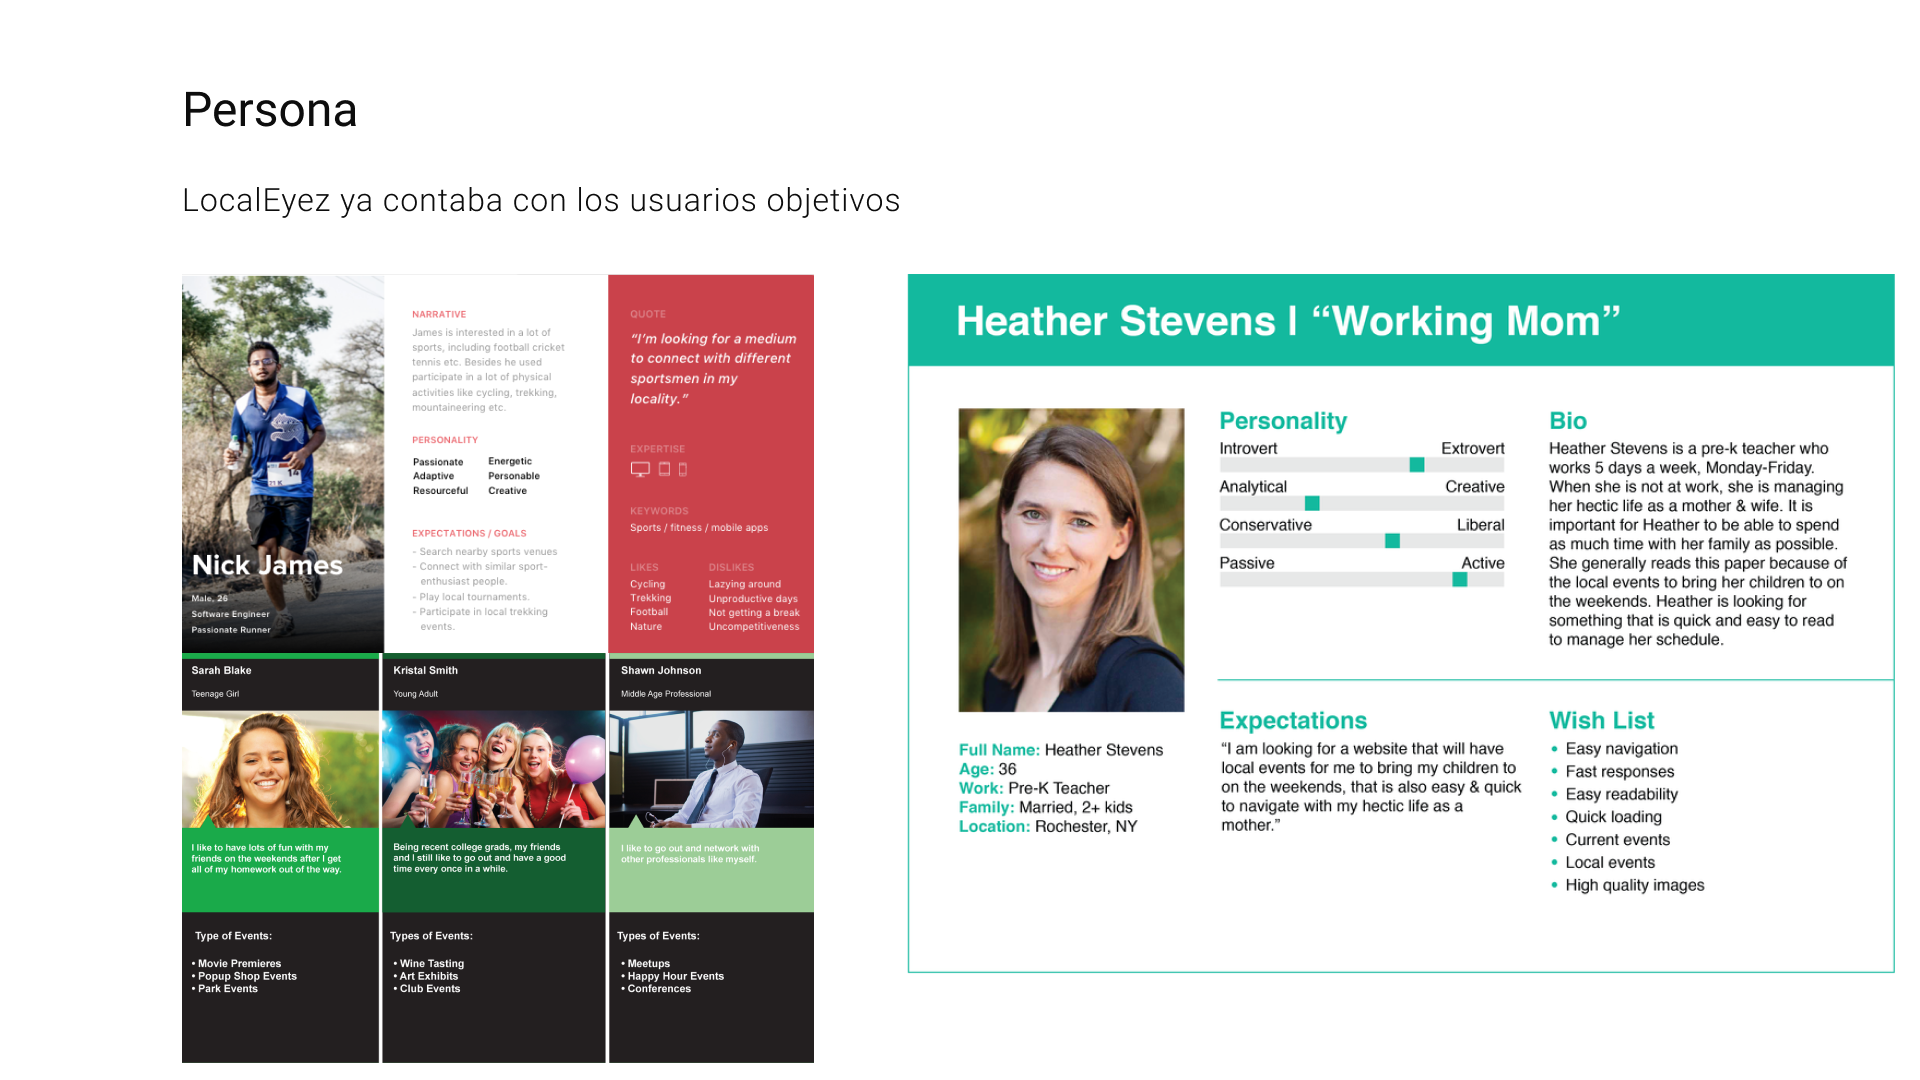 Persona
LocalEyez ya contaba con los usuarios objetivos
Nick James
Male, 26
Software Engineer
Passionate Runner
NARRATIVE
James is interested in a lot of
sports, including football cricket
tennis etc. Besides he used
participate in a lot of physical
activities like cycling, trekking,
mountaineering etc.
PERSONALITY
Passionate Energetic
Adaptive Personable
Resourceful Creative
EXPECTATIONS / GOALS
- Search nearby sports venues
- Connect with similar sport-
enthusiast people.
- Play local tournaments.
- Participate in local trekking
events.
QUOTE
“I’m looking for a medium
to connect with different
sportsmen in my
locality.”
EXPERTISE
KEYWORDS
Sports / fitness / mobile apps
LIKES
Cycling
Trekking
Football
Nature
DISLIKES
Lazying around
Unproductive days
Not getting a break
Uncompetitiveness
Sarah Blake
Teenage Girl
I like to have lots of fun with my
friends on the weekends after I get
all of my homework out of the way.
Type of Events:
• Movie Premieres
• Popup Shop Events
• Park Events
Kristal Smith
Young Adult
Being recent college grads, my friends
and I still like to go out and have a good
time every once in a while.
Types of Events:
• Wine Tasting
• Art Exhibits
• Club Events
Shawn Johnson
Middle Age Professional
I like to go out and network with
other professionals like myself.
Types of Events:
• Meetups
• Happy Hour Events
• Conferences
Heather Stevens | “Working Mom”
Full Name: Heather Stevens
Age: 36
Work: Pre-K Teacher
Family: Married, 2+ kids
Location: Rochester, NY
Personality
Introvert Extrovert
Analytical Creative
Conservative Liberal
Passive Active
Bio
Heather Stevens is a pre-k teacher who
works 5 days a week, Monday-Friday.
When she is not at work, she is managing
her hectic life as a mother & wife. It is
important for Heather to be able to spend
as much time with her family as possible.
She generally reads this paper because of
the local events to bring her children to on
the weekends. Heather is looking for
something that is quick and easy to read
to manage her schedule.
Expectations
“I am looking for a website that will have
local events for me to bring my children to
on the weekends, that is also easy & quick
to navigate with my hectic life as a
mother.”
Wish List
• Easy navigation
• Fast responses
• Easy readability
• Quick loading
• Current events
• Local events
• High quality images